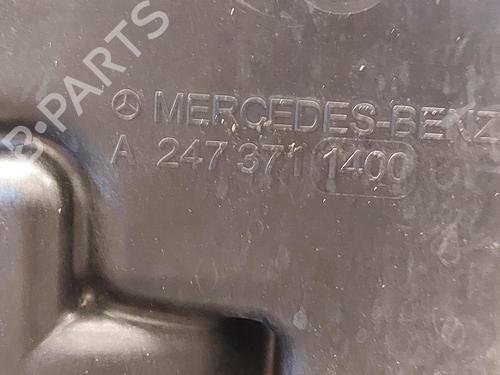 B-PARTS
MERCEDES-BENZ
A 247 371 1400